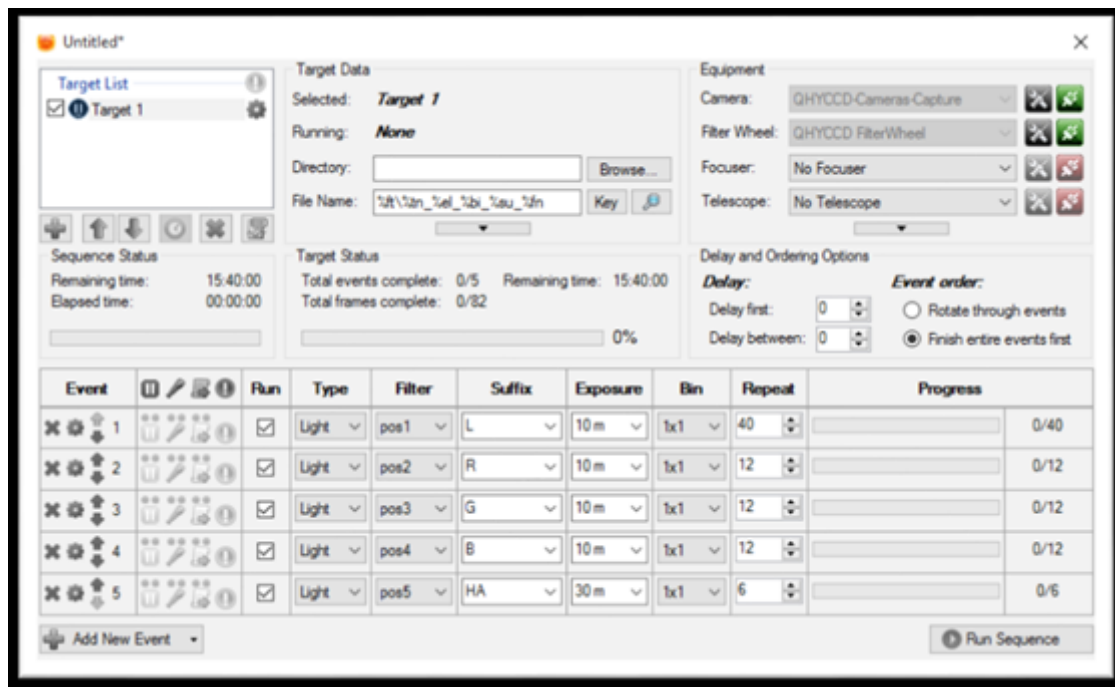 Untitled*
Target List
Target 1
Target Data
Selected: Target 1
Running: None
Directory: Browse...
File Name: %ft\%tn_%el_%bi_%su_%fn Key
Equipment
Camera: QHYCCD-Cameras-Capture
Filter Wheel: QHYCCD FilterWheel
Focuser: No Focuser
Telescope: No Telescope
Sequence Status
Remaining time: 15:40:00
Elapsed time: 00:00:00
Target Status
Total events complete: 0/5 Remaining time: 15:40:00
Total frames complete: 0/82
0%
Delay and Ordering Options
Delay: Event order:
Delay first: 0 Rotate through events
Delay between: 0 Finish entire events first
Event Run Type Filter Suffix Exposure Bin Repeat Progress
1 Light pos1 L 10 m 1x1 40 0/40
2 Light pos2 R 10 m 1x1 12 0/12
3 Light pos3 G 10 m 1x1 12 0/12
4 Light pos4 B 10 m 1x1 12 0/12
5 Light pos5 HA 30 m 1x1 6 0/6
Add New Event Run Sequence